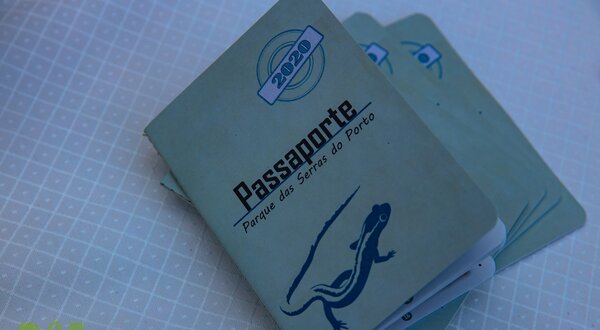 2020
Passaporte
Parque das Serras do Porto